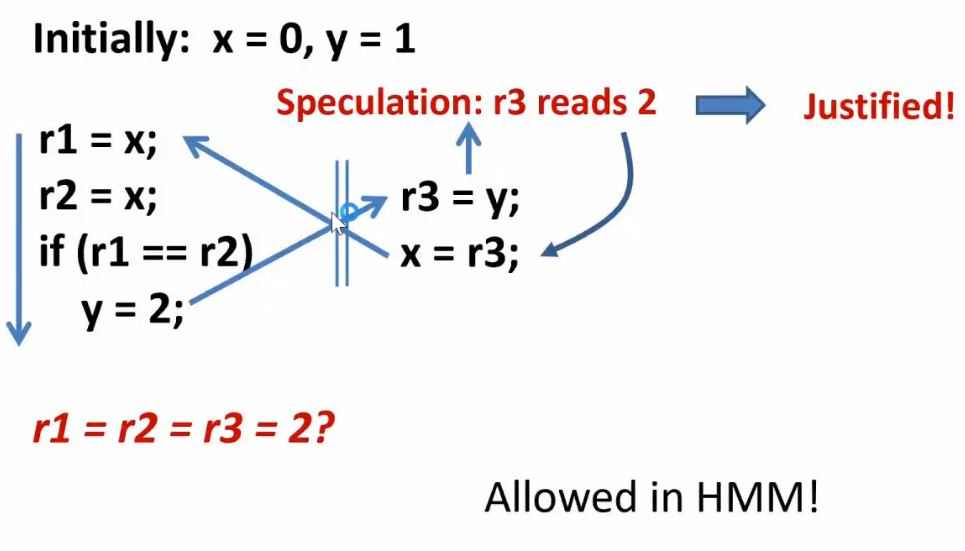 Initially: x = 0, y = 1
Speculation: r3 reads 2
Justified!
r1 = x;
r2 = x;
if (r1 == r2)
y = 2;
r3 = y;
x = r3;
r1 = r2 = r3 = 2?
Allowed in HMM!